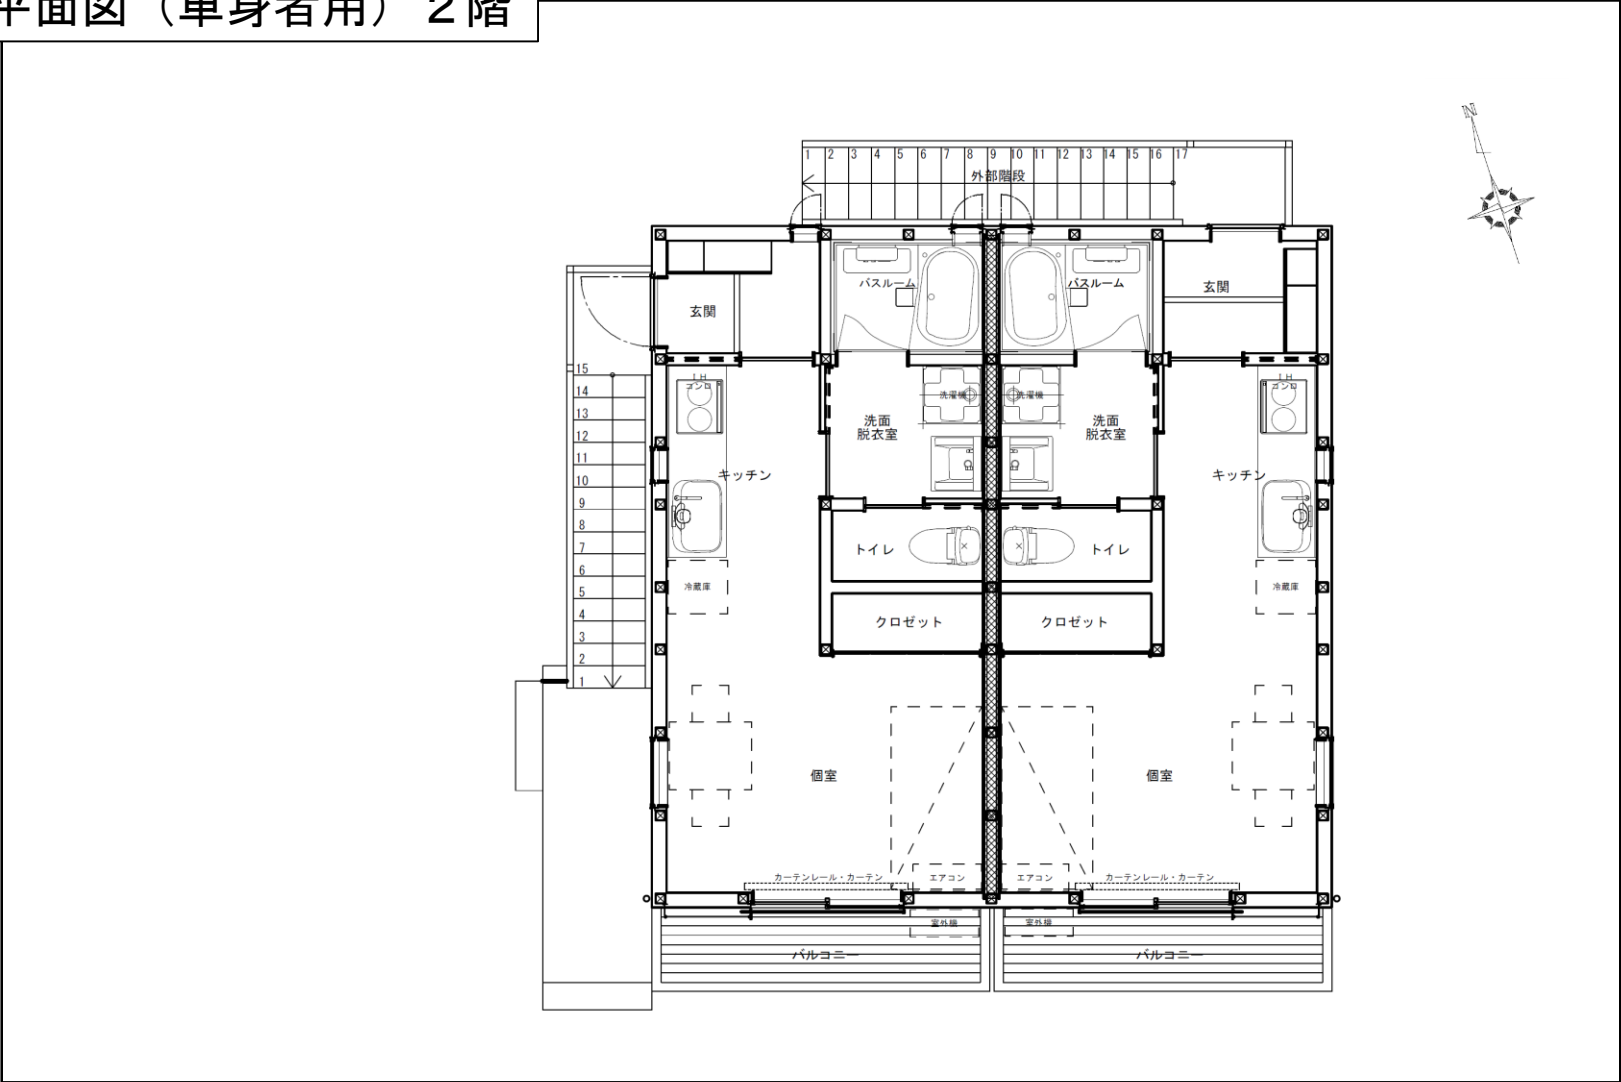 平面図（単身者用）２階
N
1 2 3 4 5 6 7 8 9 10 11 12 13 14 15 16 17
外部階段
バスルーム
バスルーム
玄関
玄関
15
14
13
12
11
10
9
8
7
6
5
4
3
2
1
IH
コンロ
IH
コンロ
洗濯機
洗濯機
洗面
脱衣室
洗面
脱衣室
キッチン
キッチン
トイレ
トイレ
冷蔵庫
冷蔵庫
クロゼット
クロゼット
個室
個室
カーテンレール・カーテン
エアコン
エアコン
カーテンレール・カーテン
室外機
室外機
バルコニー
バルコニー